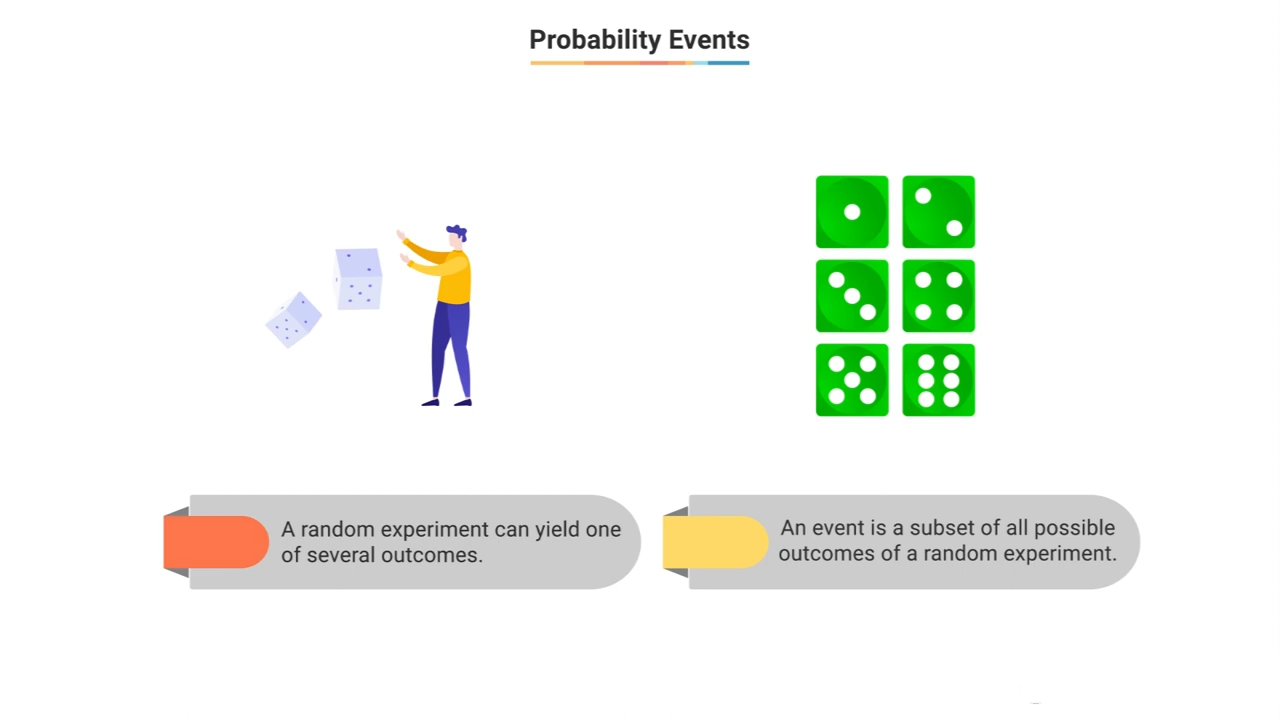 Probability Events
A random experiment can yield one
of several outcomes.
An event is a subset of all possible
outcomes of a random experiment.